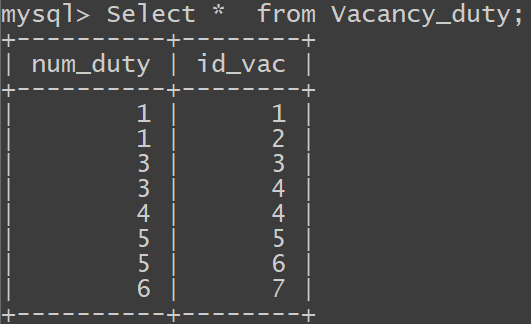 mysql> Select *  from Vacancy_duty;
+----------+--------+
| num_duty | id_vac |
+----------+--------+
|        1 |      1 |
|        1 |      2 |
|        3 |      3 |
|        3 |      4 |
|        4 |      4 |
|        5 |      5 |
|        5 |      6 |
|        6 |      7 |
+----------+--------+